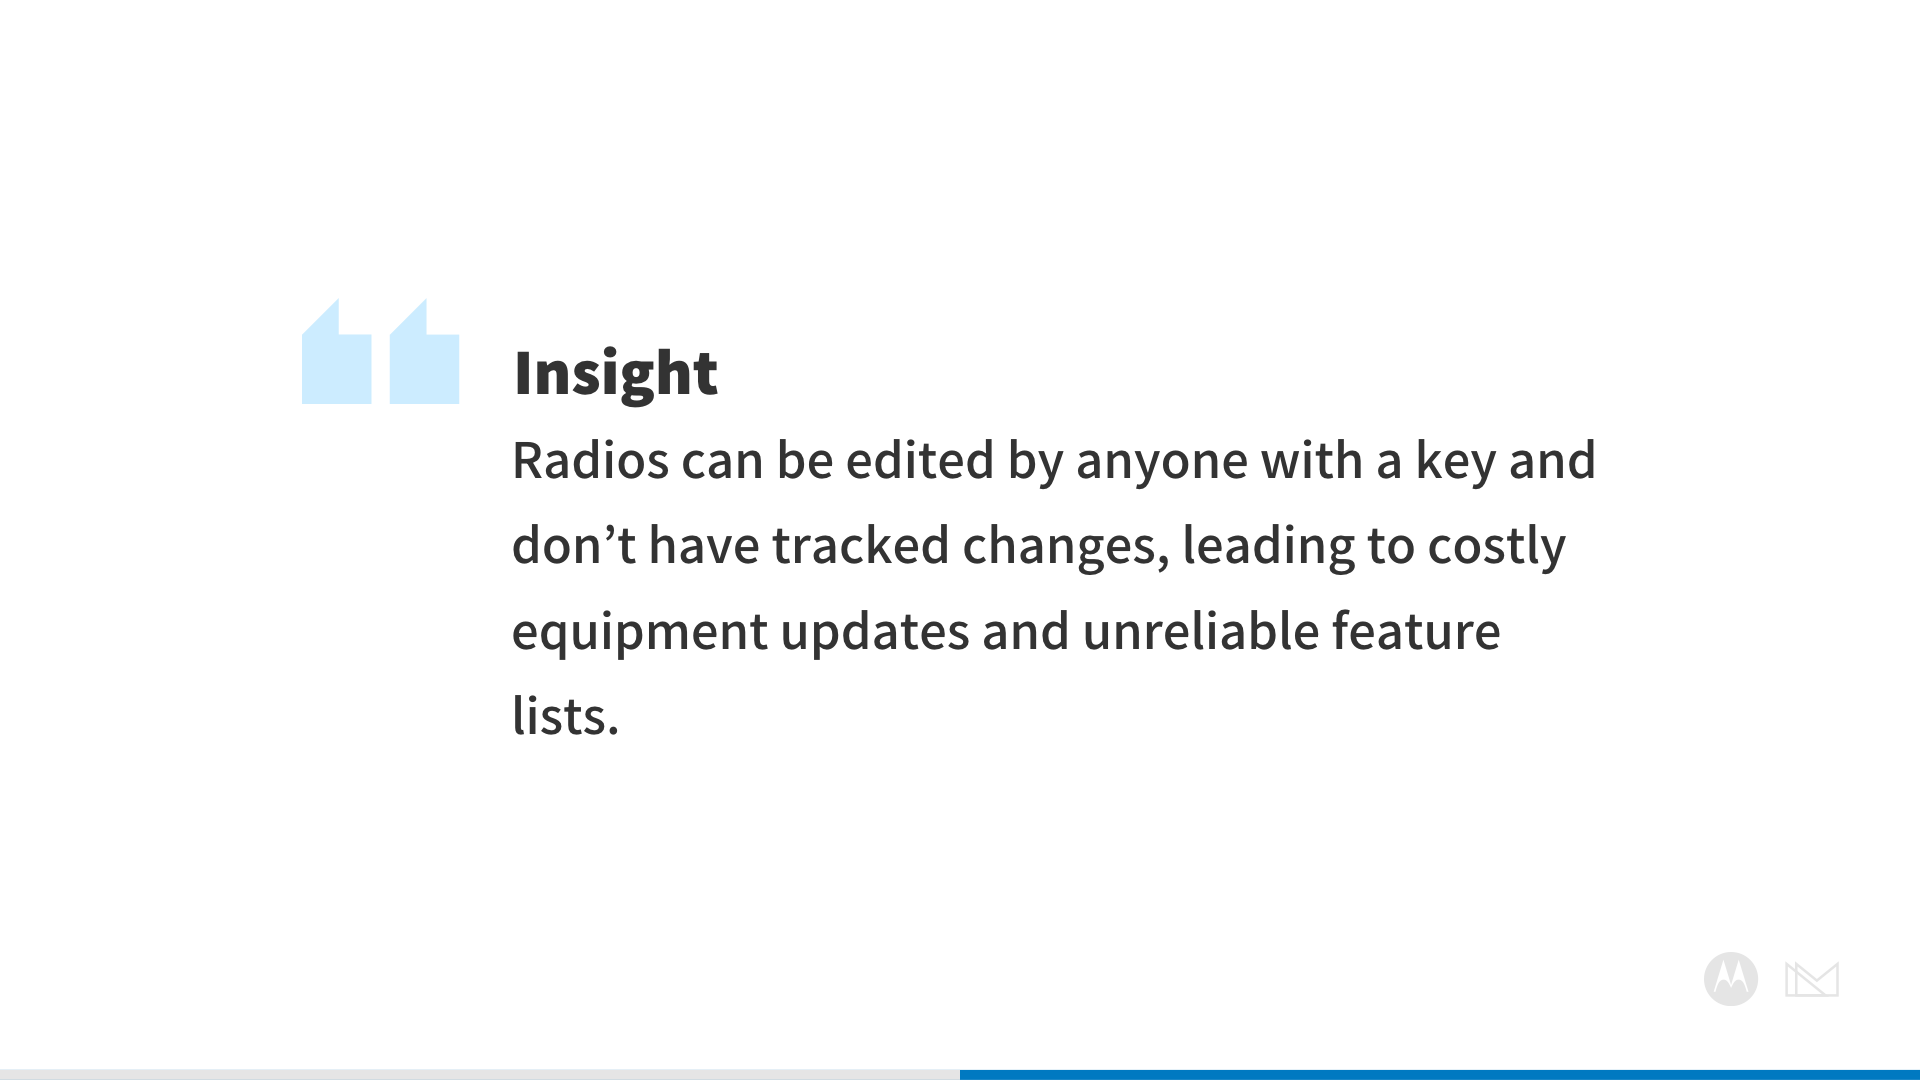 Insight
Radios can be edited by anyone with a key and
don’t have tracked changes, leading to costly
equipment updates and unreliable feature
lists.